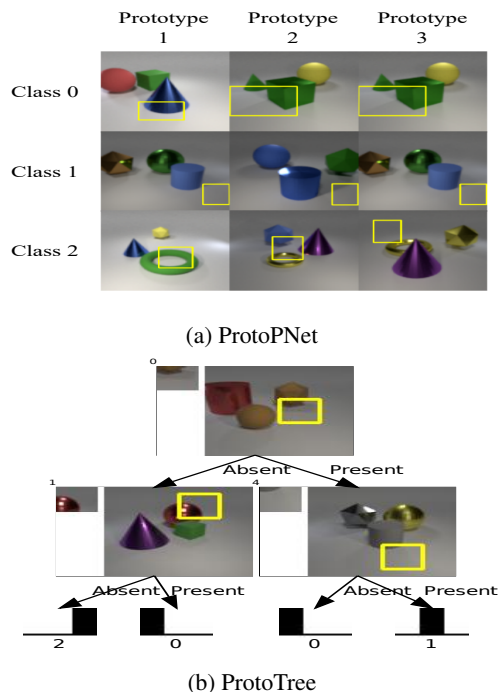 Prototype Prototype Prototype
1 2 3
Class 0
Class 1
Class 2
(a) ProtoPNet
0
Absent Present
1 4
Absent Present Absent Present
2 0 0 1
(b) ProtoTree